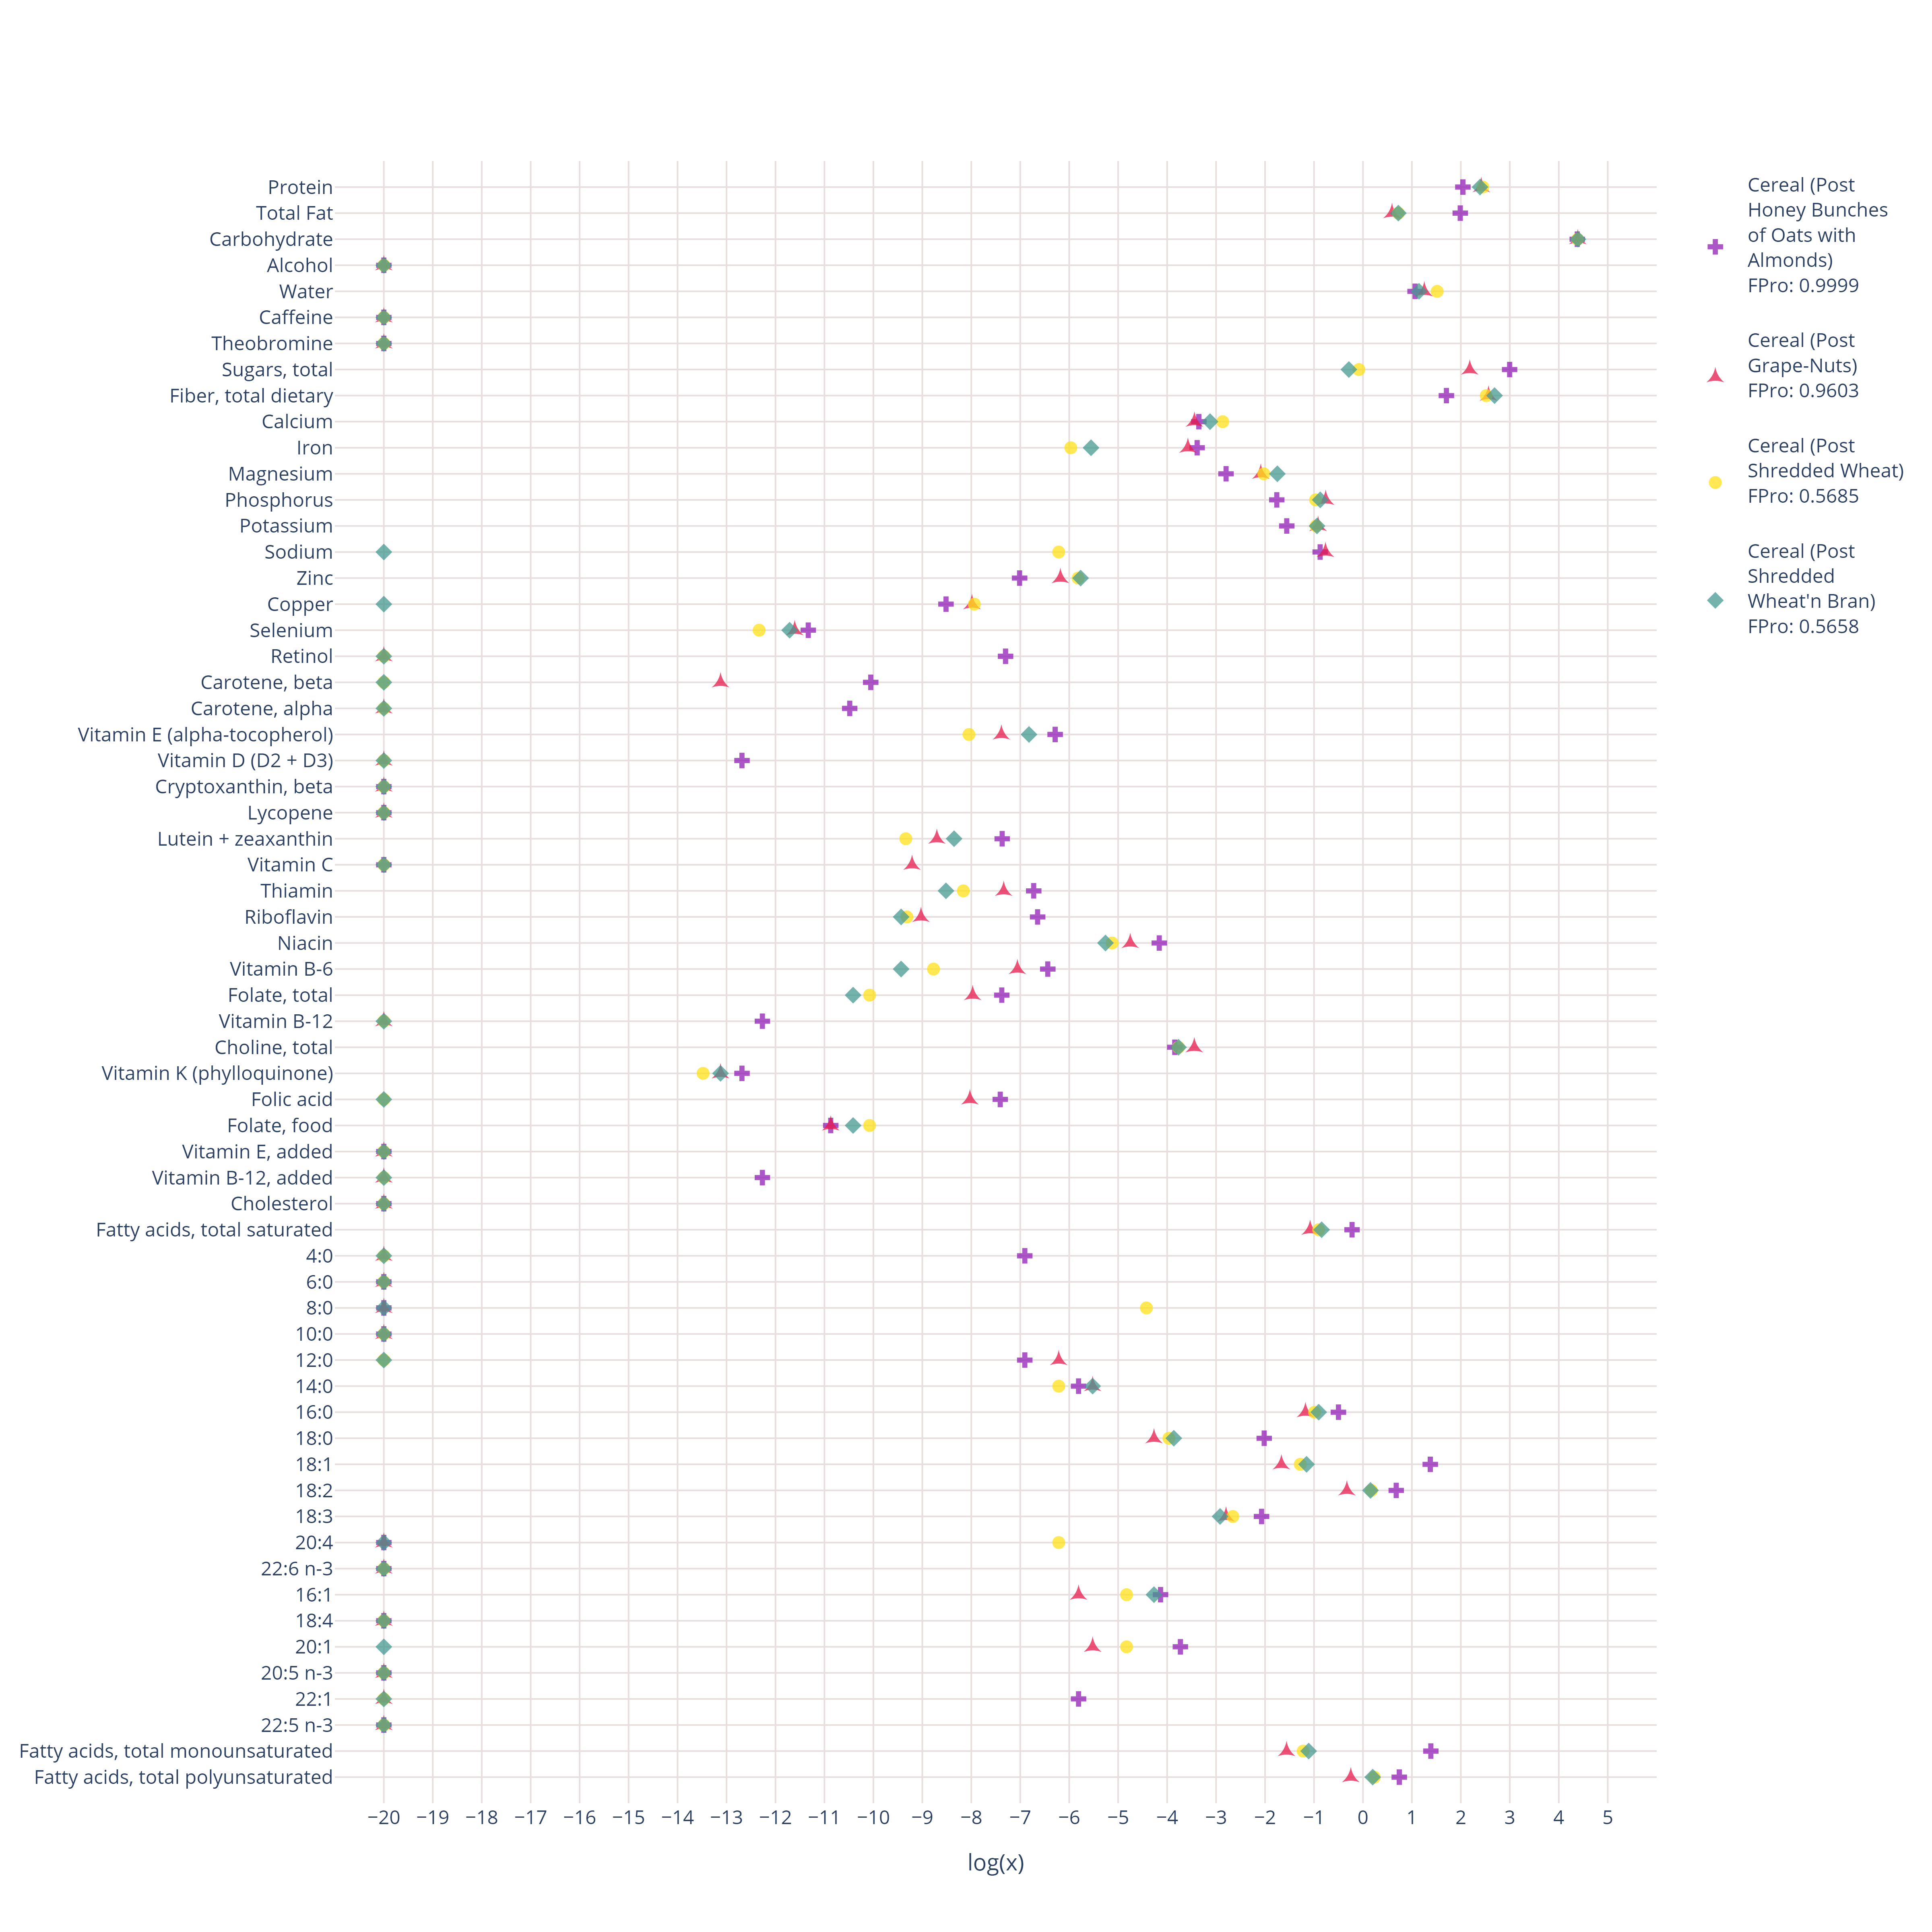 Protein
Total Fat
Carbohydrate
Alcohol
Water
Caffeine
Theobromine
Sugars, total
Fiber, total dietary
Calcium
Iron
Magnesium
Phosphorus
Potassium
Sodium
Zinc
Copper
Selenium
Retinol
Carotene, beta
Carotene, alpha
Vitamin E (alpha-tocopherol)
Vitamin D (D2 + D3)
Cryptoxanthin, beta
Lycopene
Lutein + zeaxanthin
Vitamin C
Thiamin
Riboflavin
Niacin
Vitamin B-6
Folate, total
Vitamin B-12
Choline, total
Vitamin K (phylloquinone)
Folic acid
Folate, food
Vitamin E, added
Vitamin B-12, added
Cholesterol
Fatty acids, total saturated
4:0
6:0
8:0
10:0
12:0
14:0
16:0
18:0
18:1
18:2
18:3
20:4
22:6 n-3
16:1
18:4
20:1
20:5 n-3
22:1
22:5 n-3
Fatty acids, total monounsaturated
Fatty acids, total polyunsaturated
−20 −19 −18 −17 −16 −15 −14 −13 −12 −11 −10 −9 −8 −7 −6 −5 −4 −3 −2 −1 0 1 2 3 4 5
log(x)
Cereal (Post
Honey Bunches
of Oats with
Almonds)
FPro: 0.9999
Cereal (Post
Grape-Nuts)
FPro: 0.9603
Cereal (Post
Shredded Wheat)
FPro: 0.5685
Cereal (Post
Shredded
Wheat'n Bran)
FPro: 0.5658